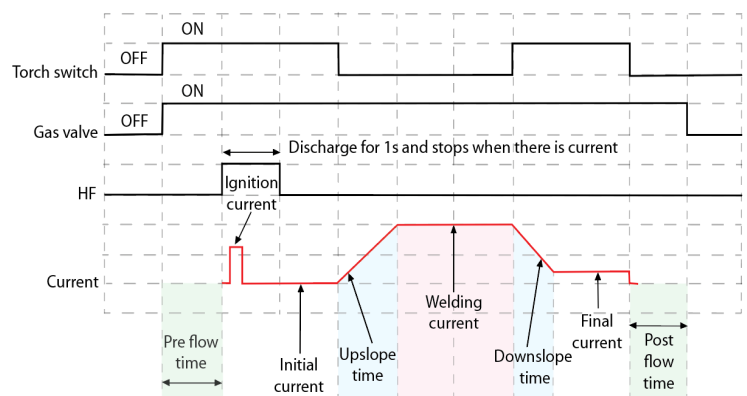 ON
OFF
Torch switch
ON
OFF
Gas valve
Discharge for 1s and stops when there is current
HF
Ignition
current
Current
Welding
current
Pre flow
time
Initial
current
Upslope
time
Downslope
time
Final
current
Post
flow
time